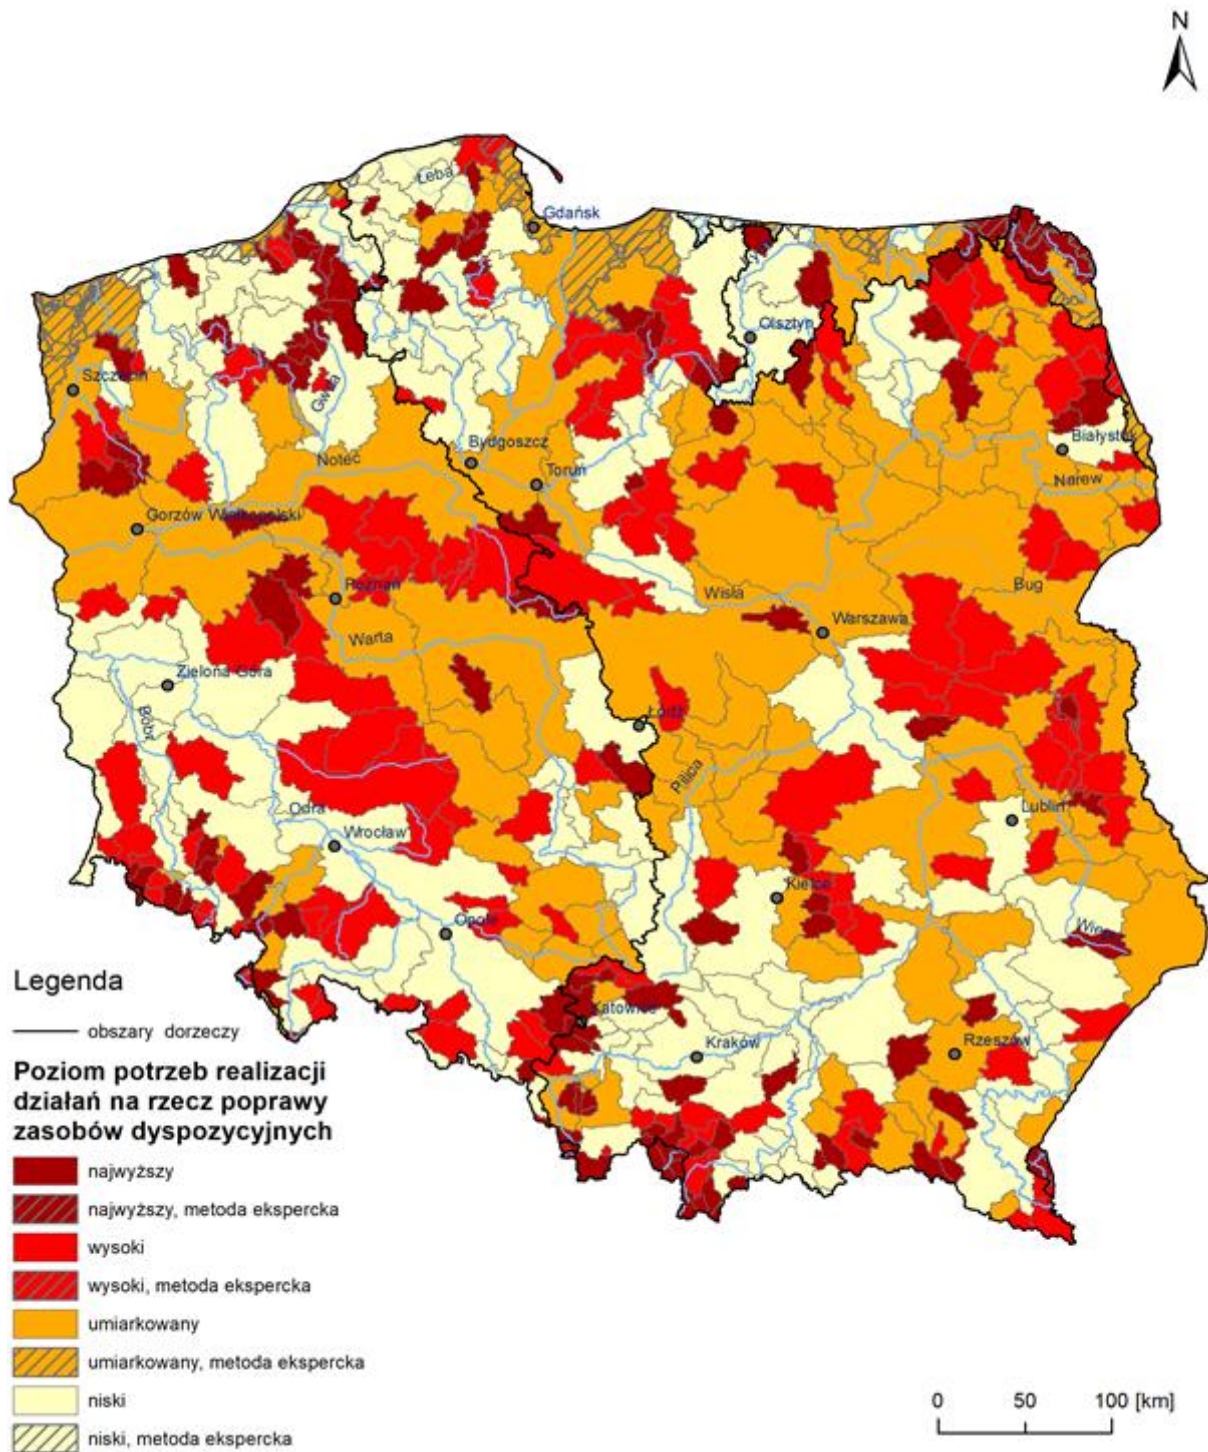 N
Łeba
Gdańsk
Olsztyn
Szczecin
Gwda
Białystok
Bydgoszcz
Noteć
Toruń
Narew
Gorzów Wielkopolski
Bug
Poznań
Wisła
Warta
Warszawa
Zielona Góra
Bóbr
Łódź
Pilica
Odra
Lublin
Wrocław
Kielce
Opole
Wieprz
Katowice
Kraków
Rzeszów
Legenda
obszary dorzeczy
Poziom potrzeb realizacji
działań na rzecz poprawy
zasobów dyspozycyjnych
najwyższy
najwyższy, metoda ekspercka
wysoki
wysoki, metoda ekspercka
umiarkowany
umiarkowany, metoda ekspercka
niski
niski, metoda ekspercka
0 50 100 [km]